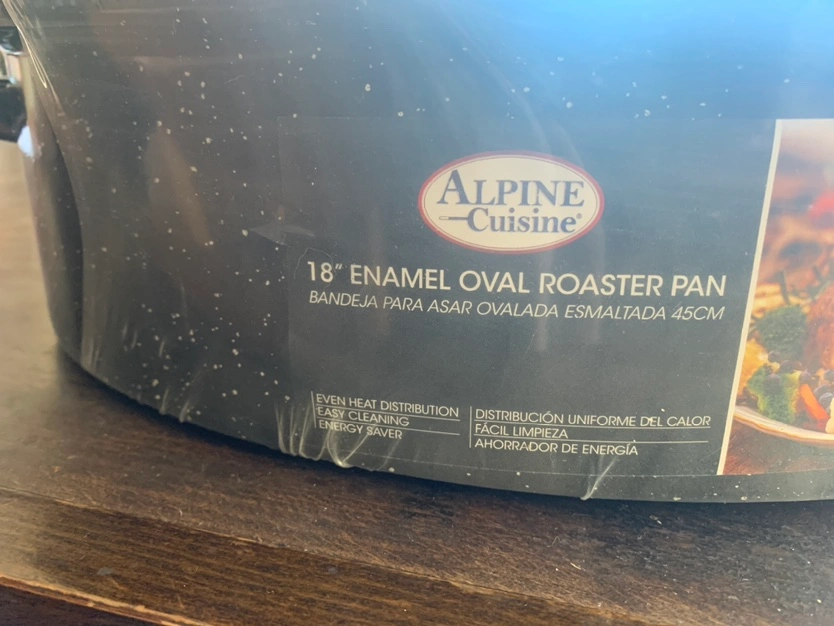 ALPINE
Cuisine®
18" ENAMEL OVAL ROASTER PAN
BANDEJA PARA ASAR OVALADA ESMALTADA 45CM
EVEN HEAT DISTRIBUTION
EASY CLEANING
ENERGY SAVER
DISTRIBUCIÓN UNIFORME DEL CALOR
FÁCIL LIMPIEZA
AHORRADOR DE ENERGÍA